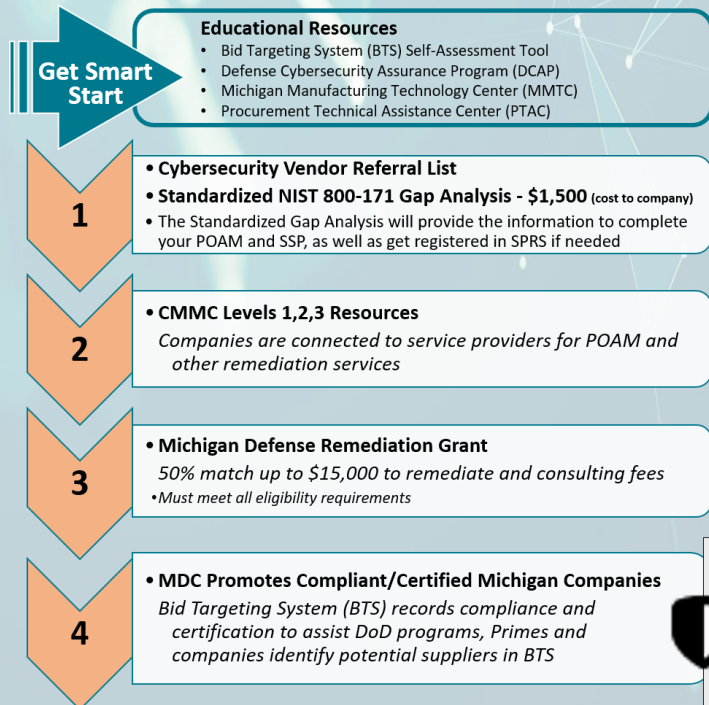 Get Smart
Start
Educational Resources
• Bid Targeting System (BTS) Self-Assessment Tool
• Defense Cybersecurity Assurance Program (DCAP)
• Michigan Manufacturing Technology Center (MMTC)
• Procurement Technical Assistance Center (PTAC)
1
• Cybersecurity Vendor Referral List
• Standardized NIST 800-171 Gap Analysis - $1,500 (cost to company)
• The Standardized Gap Analysis will provide the information to complete
your POAM and SSP, as well as get registered in SPRS if needed
2
• CMMC Levels 1,2,3 Resources
Companies are connected to service providers for POAM and
other remediation services
3
• Michigan Defense Remediation Grant
50% match up to $15,000 to remediate and consulting fees
• Must meet all eligibility requirements
4
• MDC Promotes Compliant/Certified Michigan Companies
Bid Targeting System (BTS) records compliance and
certification to assist DoD programs, Primes and
companies identify potential suppliers in BTS